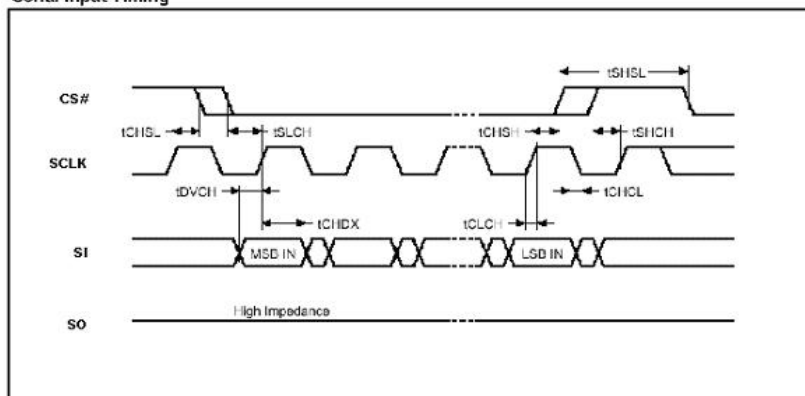 Serial Input Timing
tSHSL
CS#
tCHSL
tSLCH
tCHSH
tSHCH
SCLK
tDVCH
tCHCL
tCHDX
tCLCH
SI
MSB IN
LSB IN
High Impedance
SO